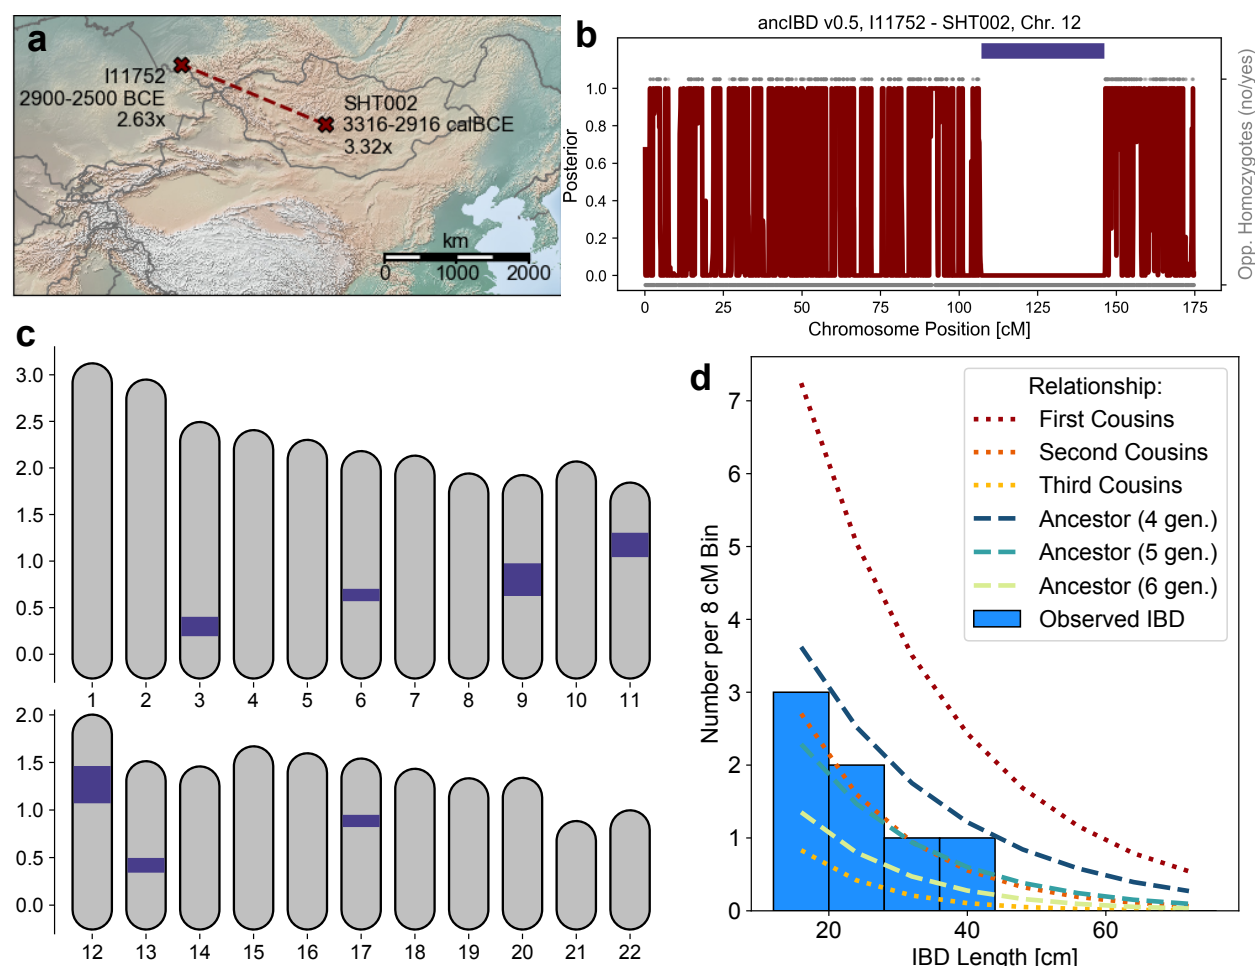 a
I11752
2900-2500 BCE
2.63x
SHT002
3316-2916 calBCE
3.32x
km
0 1000 2000
b
ancIBD v0.5, I11752 - SHT002, Chr. 12
1.0
0.8
0.6
0.4
0.2
0.0
Posterior
Opp. Homozygotes (no/yes)
0 25 50 75 100 125 150 175
Chromosome Position [cM]
c
3.0
2.5
2.0
1.5
1.0
0.5
0.0
1 2 3 4 5 6 7 8 9 10 11
2.0
1.5
1.0
0.5
0.0
12 13 14 15 16 17 18 19 20 21 22
d
7
6
5
4
3
2
1
0
Number per 8 cM Bin
Relationship:
First Cousins
Second Cousins
Third Cousins
Ancestor (4 gen.)
Ancestor (5 gen.)
Ancestor (6 gen.)
Observed IBD
20 40 60
IBD Length [cm]